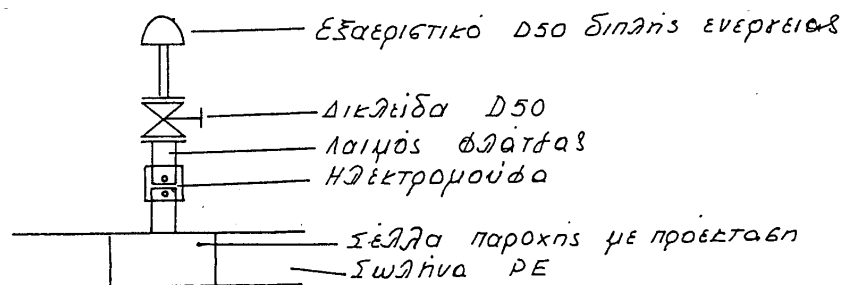 Εξαεριστικό D50 διπλής ενεργείας
Δικλείδα D50
Λαιμός φλάτζας
Ηλεκτρομούφα
Σέλλα παροχής με προέκταση
Σωλήνα PE